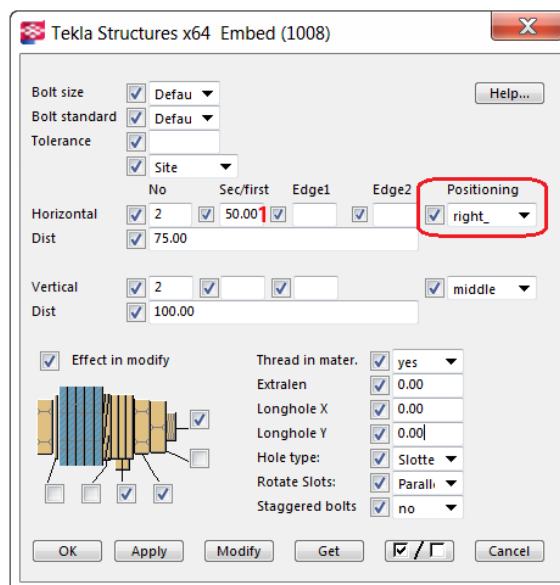 Tekla Structures x64 Embed (1008)
Bolt size Defau Help...
Bolt standard Defau
Tolerance
Site
No Sec/first Edge1 Edge2 Positioning
Horizontal 2 50.00 1 right_
Dist 75.00
Vertical 2 middle
Dist 100.00
Effect in modify Thread in mater. yes
Extralen 0.00
Longhole X 0.00
Longhole Y 0.00
Hole type: Slotte
Rotate Slots: Paralle
Staggered bolts no
OK Apply Modify Get / Cancel